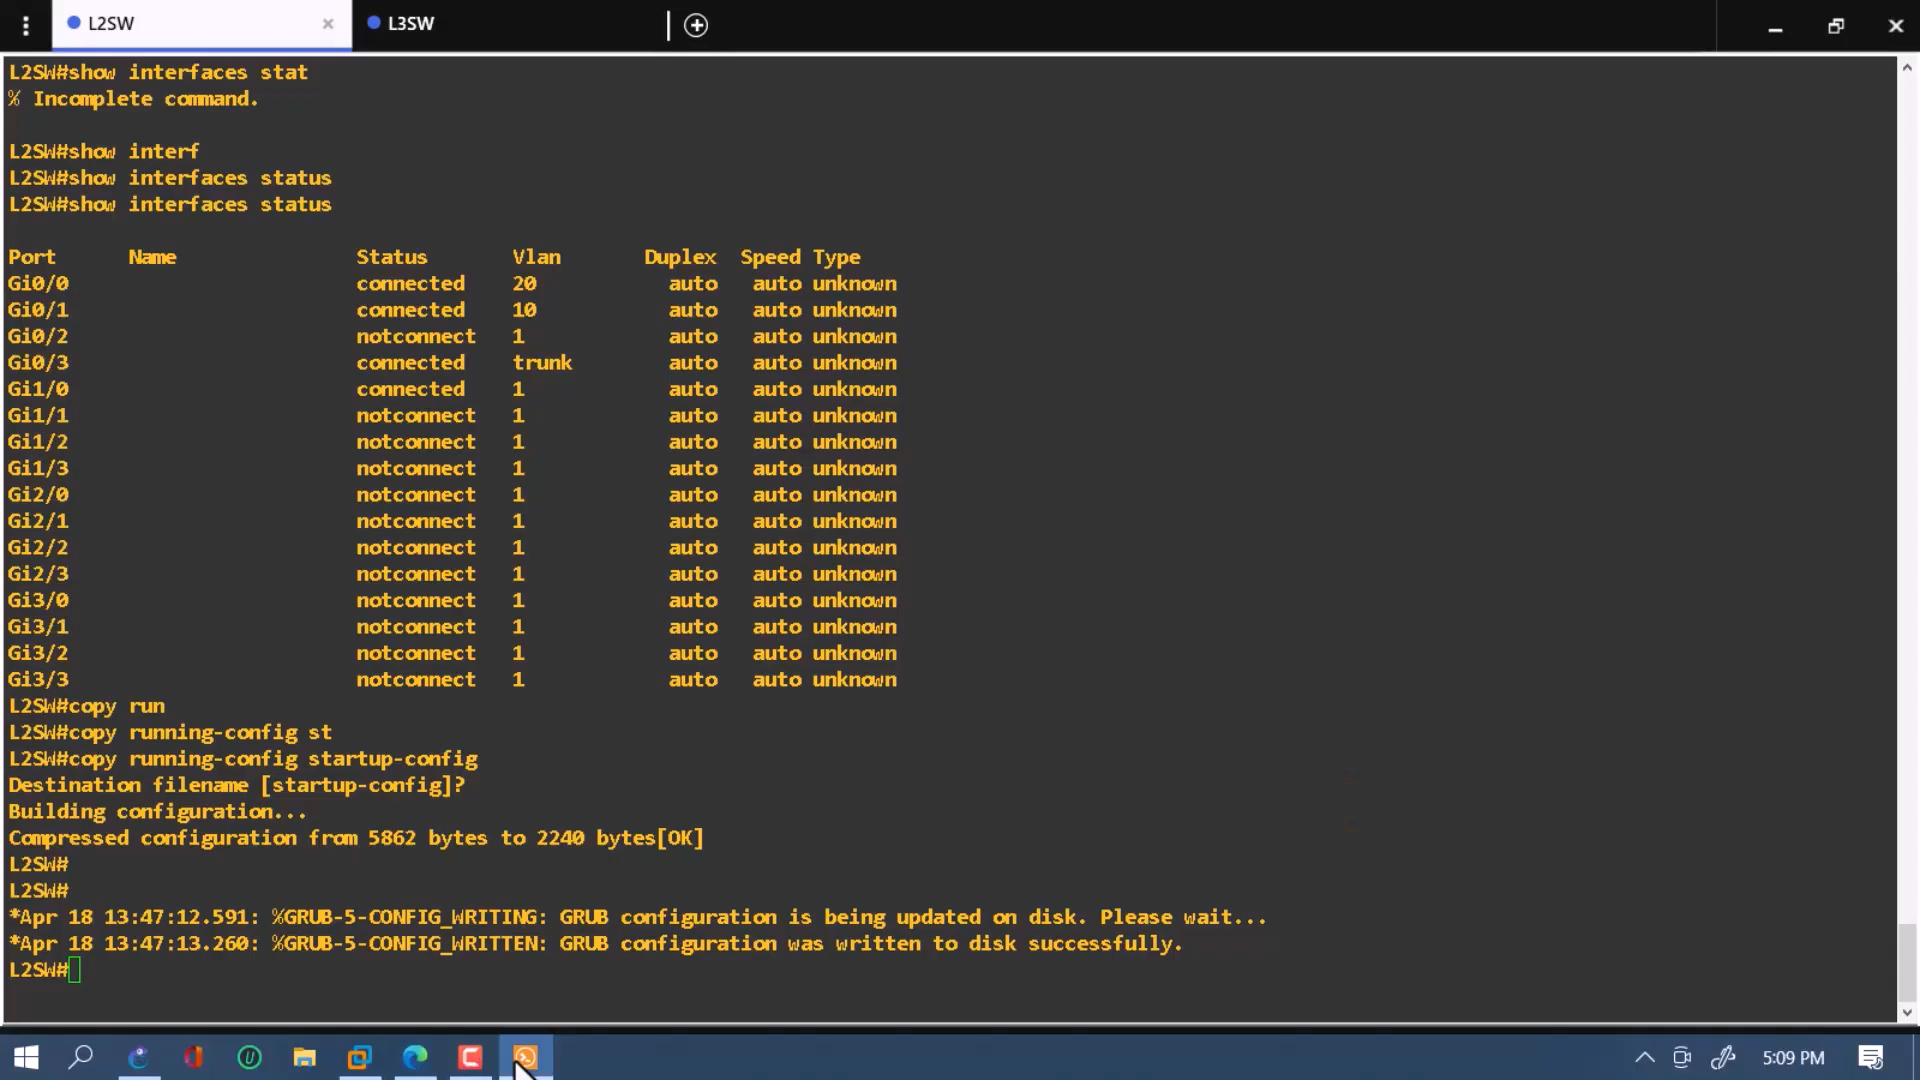 L2SW
L3SW
L2SW#show interfaces stat
% Incomplete command.
L2SW#show interf
L2SW#show interfaces status
L2SW#show interfaces status
Port Name Status Vlan Duplex Speed Type
Gi0/0 connected 20 auto auto unknown
Gi0/1 connected 10 auto auto unknown
Gi0/2 notconnect 1 auto auto unknown
Gi0/3 connected trunk auto auto unknown
Gi1/0 connected 1 auto auto unknown
Gi1/1 notconnect 1 auto auto unknown
Gi1/2 notconnect 1 auto auto unknown
Gi1/3 notconnect 1 auto auto unknown
Gi2/0 notconnect 1 auto auto unknown
Gi2/1 notconnect 1 auto auto unknown
Gi2/2 notconnect 1 auto auto unknown
Gi2/3 notconnect 1 auto auto unknown
Gi3/0 notconnect 1 auto auto unknown
Gi3/1 notconnect 1 auto auto unknown
Gi3/2 notconnect 1 auto auto unknown
Gi3/3 notconnect 1 auto auto unknown
L2SW#copy run
L2SW#copy running-config st
L2SW#copy running-config startup-config
Destination filename [startup-config]?
Building configuration...
Compressed configuration from 5862 bytes to 2240 bytes[OK]
L2SW#
L2SW#
*Apr 18 13:47:12.591: %GRUB-5-CONFIG_WRITING: GRUB configuration is being updated on disk. Please wait...
*Apr 18 13:47:13.260: %GRUB-5-CONFIG_WRITTEN: GRUB configuration was written to disk successfully.
L2SW#
5:09 PM